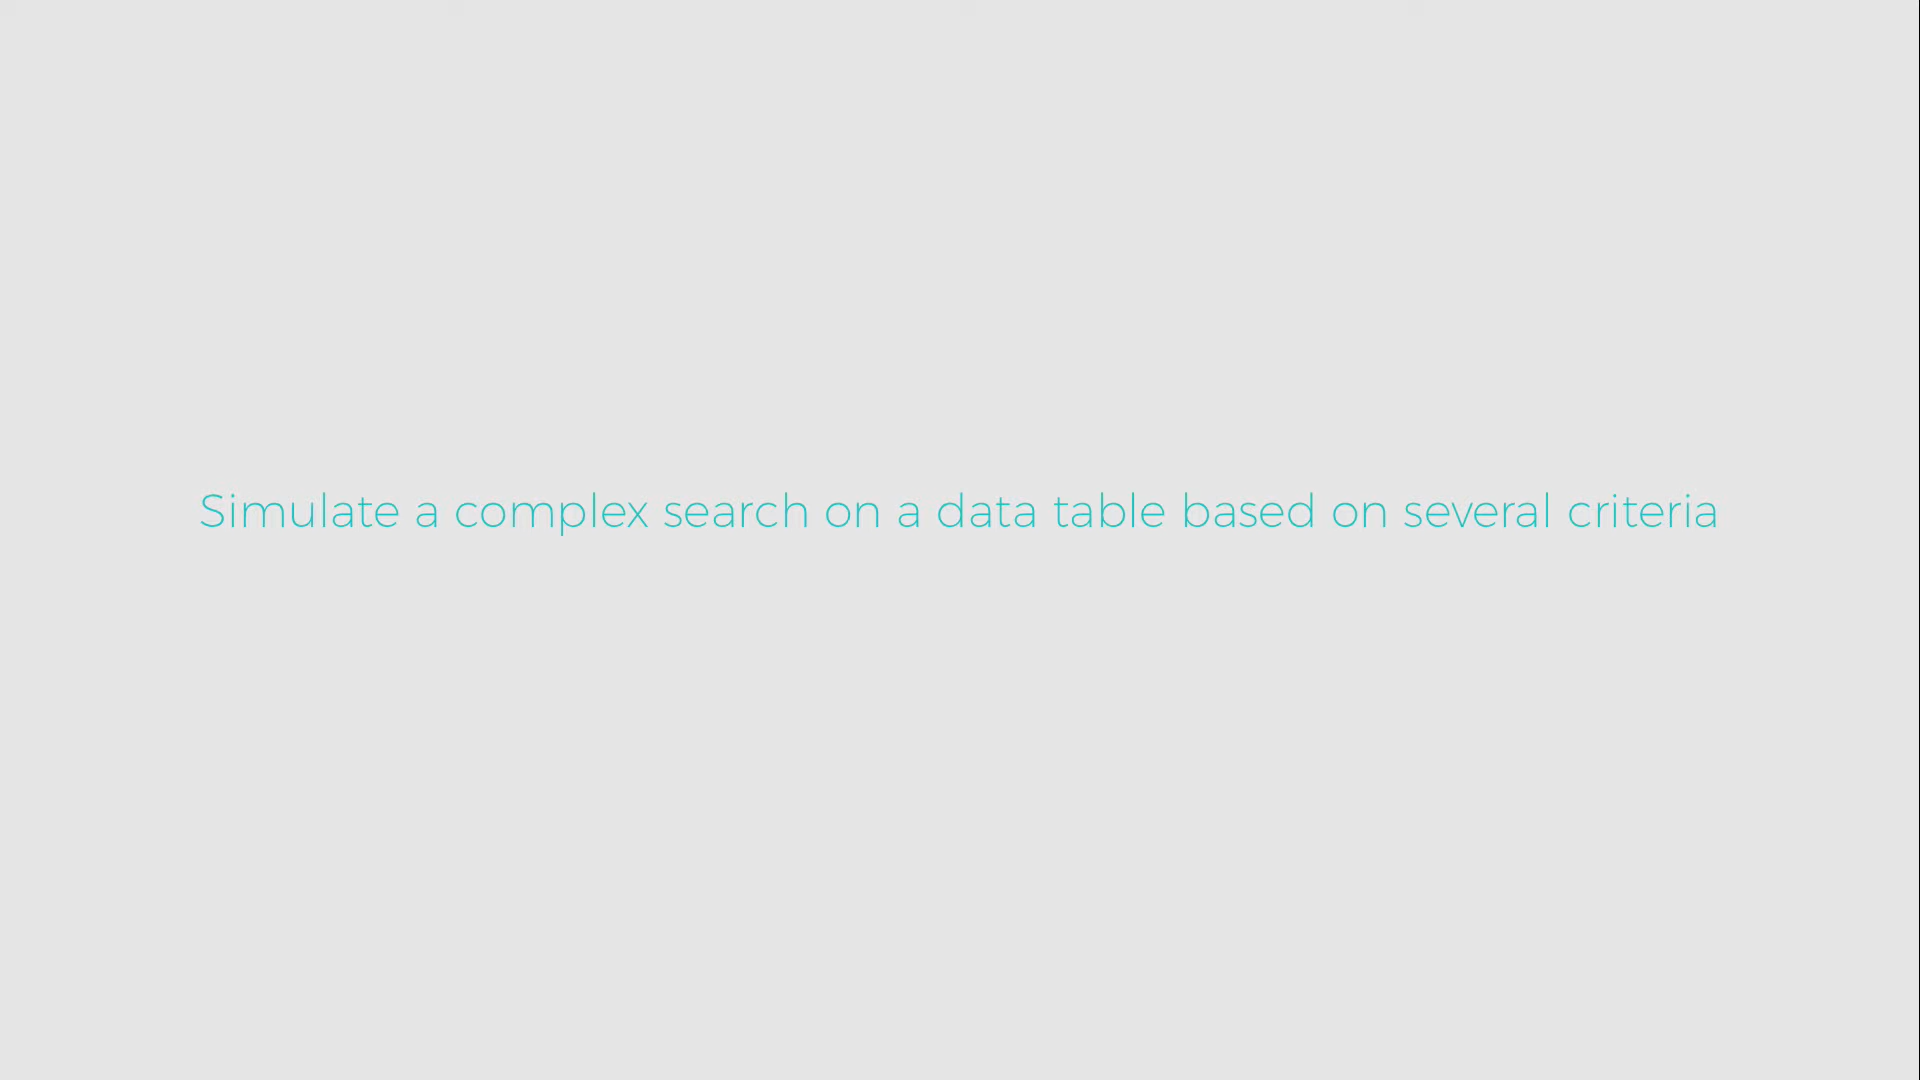 Simulate a complex search on a data table based on several criteria